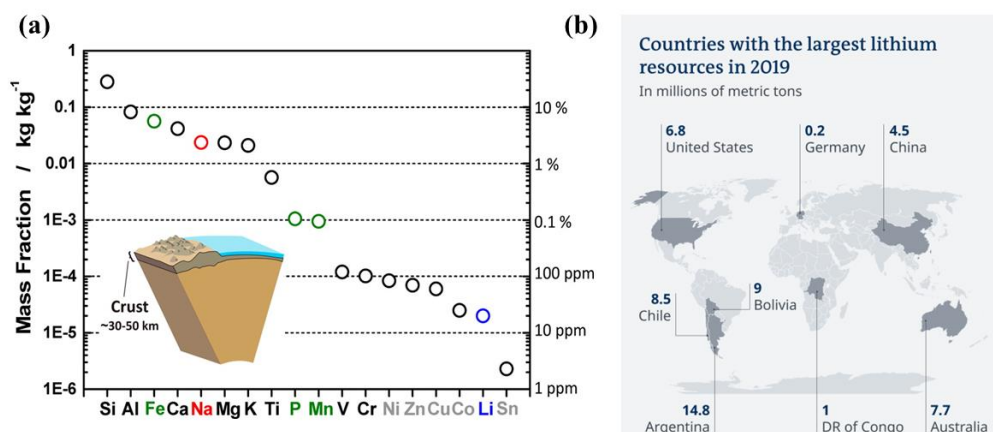 (a)
Mass Fraction / kg kg⁻¹
1
0.1
0.01
1E-3
1E-4
1E-5
1E-6
10 %
1 %
0.1 %
100 ppm
10 ppm
1 ppm
Crust
~30-50 km
Si Al Fe Ca Na Mg K Ti P Mn V Cr Ni Zn Cu Co Li Sn
(b)
Countries with the largest lithium
resources in 2019
In millions of metric tons
6.8
United States
0.2
Germany
4.5
China
8.5
Chile
9
Bolivia
14.8
Argentina
1
DR of Congo
7.7
Australia